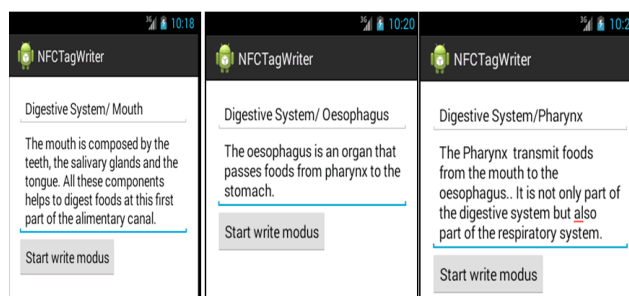 3G 10:18
NFCTagWriter
Digestive System/ Mouth
The mouth is composed by the
teeth, the salivary glands and the
tongue. All these components
helps to digest foods at this first
part of the alimentary canal.
Start write modus
3G 10:20
NFCTagWriter
Digestive System/ Oesophagus
The oesophagus is an organ that
passes foods from pharynx to the
stomach.
Start write modus
3G 10:2
NFCTagWriter
Digestive System/Pharynx
The Pharynx  transmit foods
from the mouth to the
oesophagus.. It is not only part of
the digestive system but also
part of the respiratory system.
Start write modus